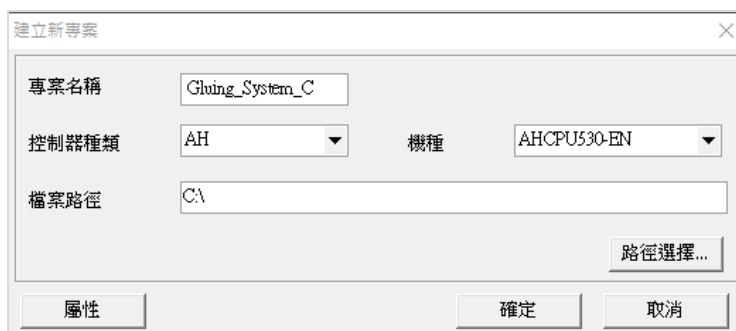 建立新專案
專案名稱 Gluing_System_C
控制器種類 AH 機種 AHCPU530-EN
檔案路徑 C:\
路徑選擇...
屬性 確定 取消